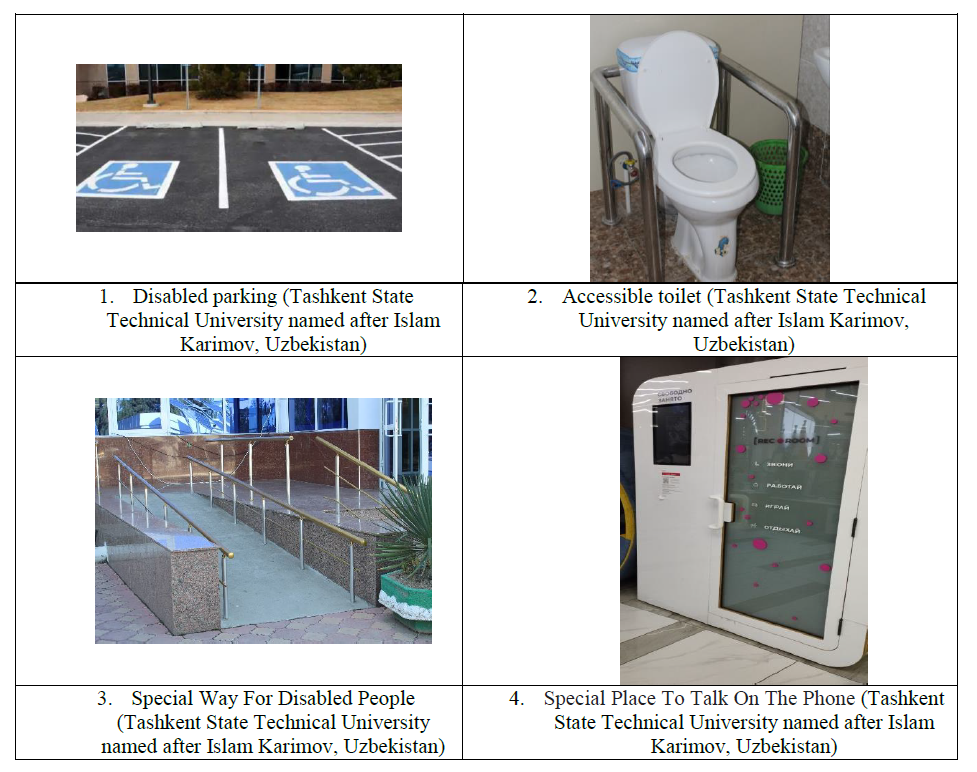 1. Disabled parking (Tashkent State
Technical University named after Islam
Karimov, Uzbekistan)
2. Accessible toilet (Tashkent State Technical
University named after Islam Karimov,
Uzbekistan)
СВОБОДНО
ЗАНЯТО
[REC ROOM]
ЗВОНИ
РАБОТАЙ
ИГРАЙ
ОТДЫХАЙ
3. Special Way For Disabled People
(Tashkent State Technical University
named after Islam Karimov, Uzbekistan)
4. Special Place To Talk On The Phone (Tashkent
State Technical University named after Islam
Karimov, Uzbekistan)